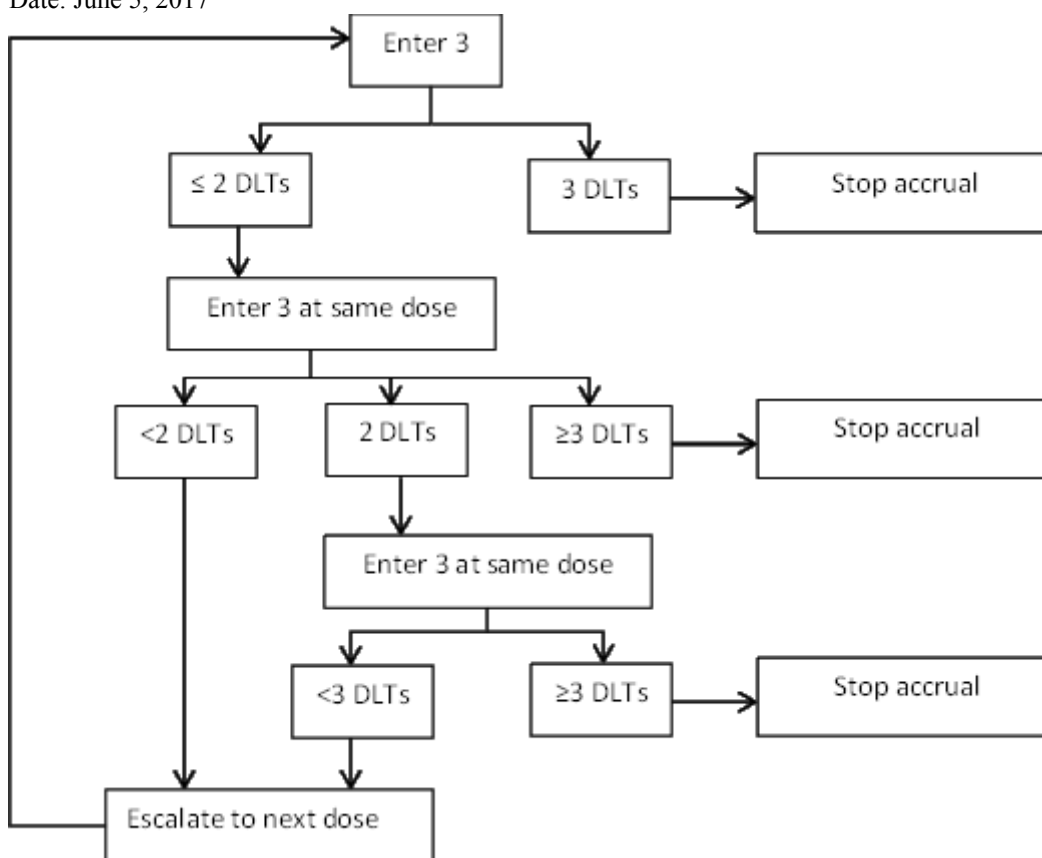 Date: June 5, 2017
Enter 3
≤ 2 DLTs
3 DLTs
Stop accrual
Enter 3 at same dose
<2 DLTs
2 DLTs
≥3 DLTs
Stop accrual
Enter 3 at same dose
<3 DLTs
≥3 DLTs
Stop accrual
Escalate to next dose